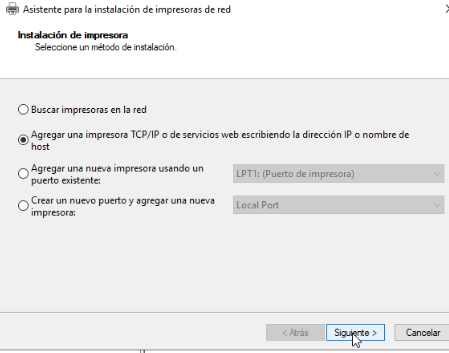 Asistente para la instalación de impresoras de red
Instalación de impresora
Seleccione un método de instalación.
Buscar impresoras en la red
Agregar una impresora TCP/IP o de servicios web escribiendo la dirección IP o nombre de
host
Agregar una nueva impresora usando un
puerto existente:
LPT1: (Puerto de impresora)
Crear un nuevo puerto y agregar una nueva
impresora:
Local Port
< Atrás
Siguiente >
Cancelar